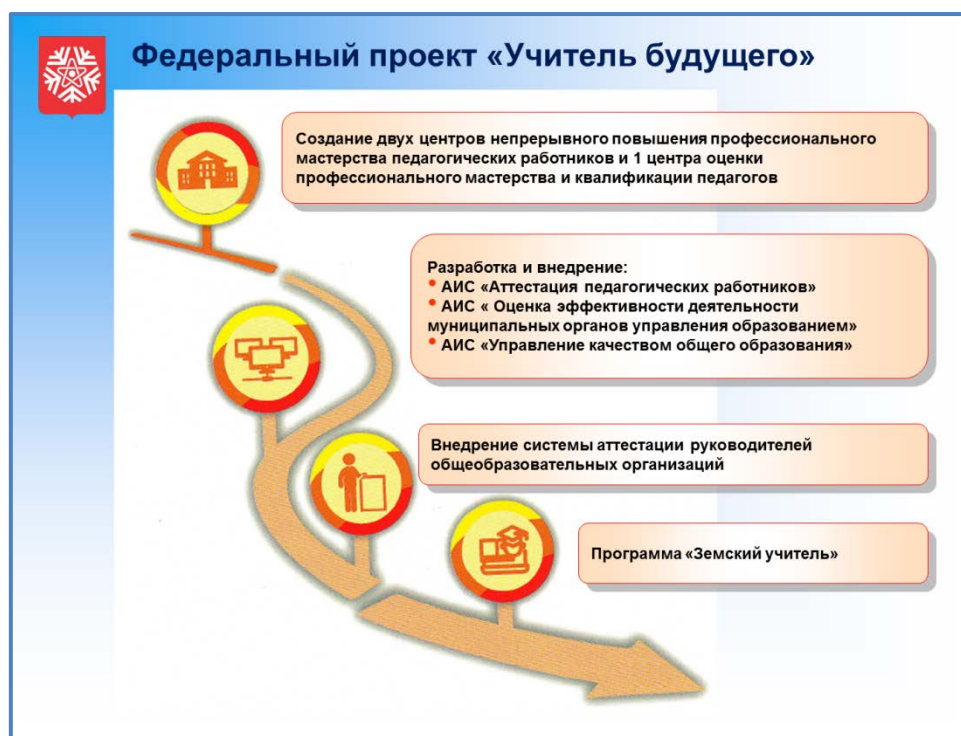 Федеральный проект «Учитель будущего»
Создание двух центров непрерывного повышения профессионального
мастерства педагогических работников и 1 центра оценки
профессионального мастерства и квалификации педагогов
Разработка и внедрение:
• АИС «Аттестация педагогических работников»
• АИС « Оценка эффективности деятельности
муниципальных органов управления образованием»
• АИС «Управление качеством общего образования»
Внедрение системы аттестации руководителей
общеобразовательных организаций
Программа «Земский учитель»